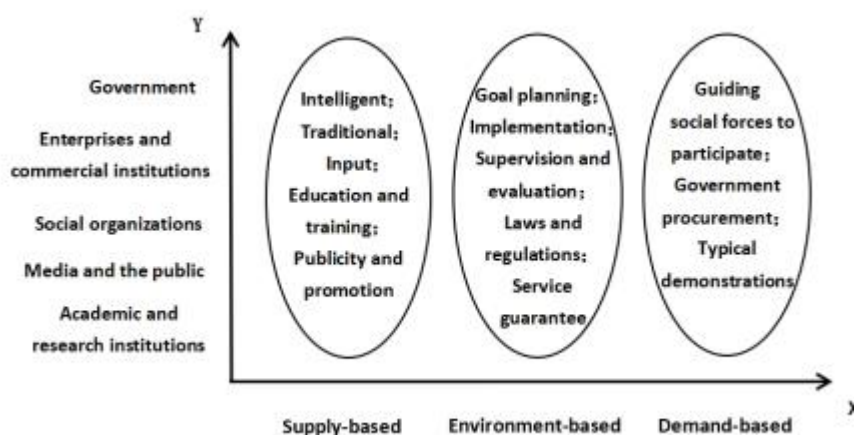 Y
Government
Enterprises and
commercial institutions
Social organizations
Media and the public
Academic and
research institutions
Intelligent;
Traditional;
Input;
Education and
training;
Publicity and
promotion
Goal planning;
Implementation;
Supervision and
evaluation;
Laws and
regulations;
Service
guarantee
Guiding
social forces to
participate;
Government
procurement;
Typical
demonstrations
X
Supply-based
Environment-based
Demand-based